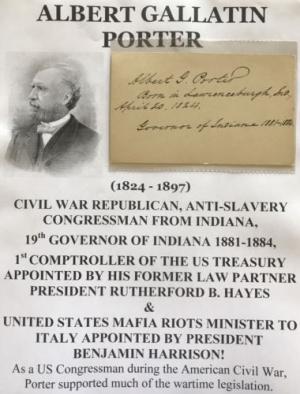 ALBERT GALLATIN
PORTER
Albert G. Porter
Born in Lawrenceburgh, Ind,
April 20, 1824.
Governor of Indiana 1881-
(1824 - 1897)
CIVIL WAR REPUBLICAN, ANTI-SLAVERY
CONGRESSMAN FROM INDIANA,
19th GOVERNOR OF INDIANA 1881-1884,
1st COMPTROLLER OF THE US TREASURY
APPOINTED BY HIS FORMER LAW PARTNER
PRESIDENT RUTHERFORD B. HAYES
&
UNITED STATES MAFIA RIOTS MINISTER TO
ITALY APPOINTED BY PRESIDENT
BENJAMIN HARRISON!
As a US Congressman during the American Civil War,
Porter supported much of the wartime legislation.